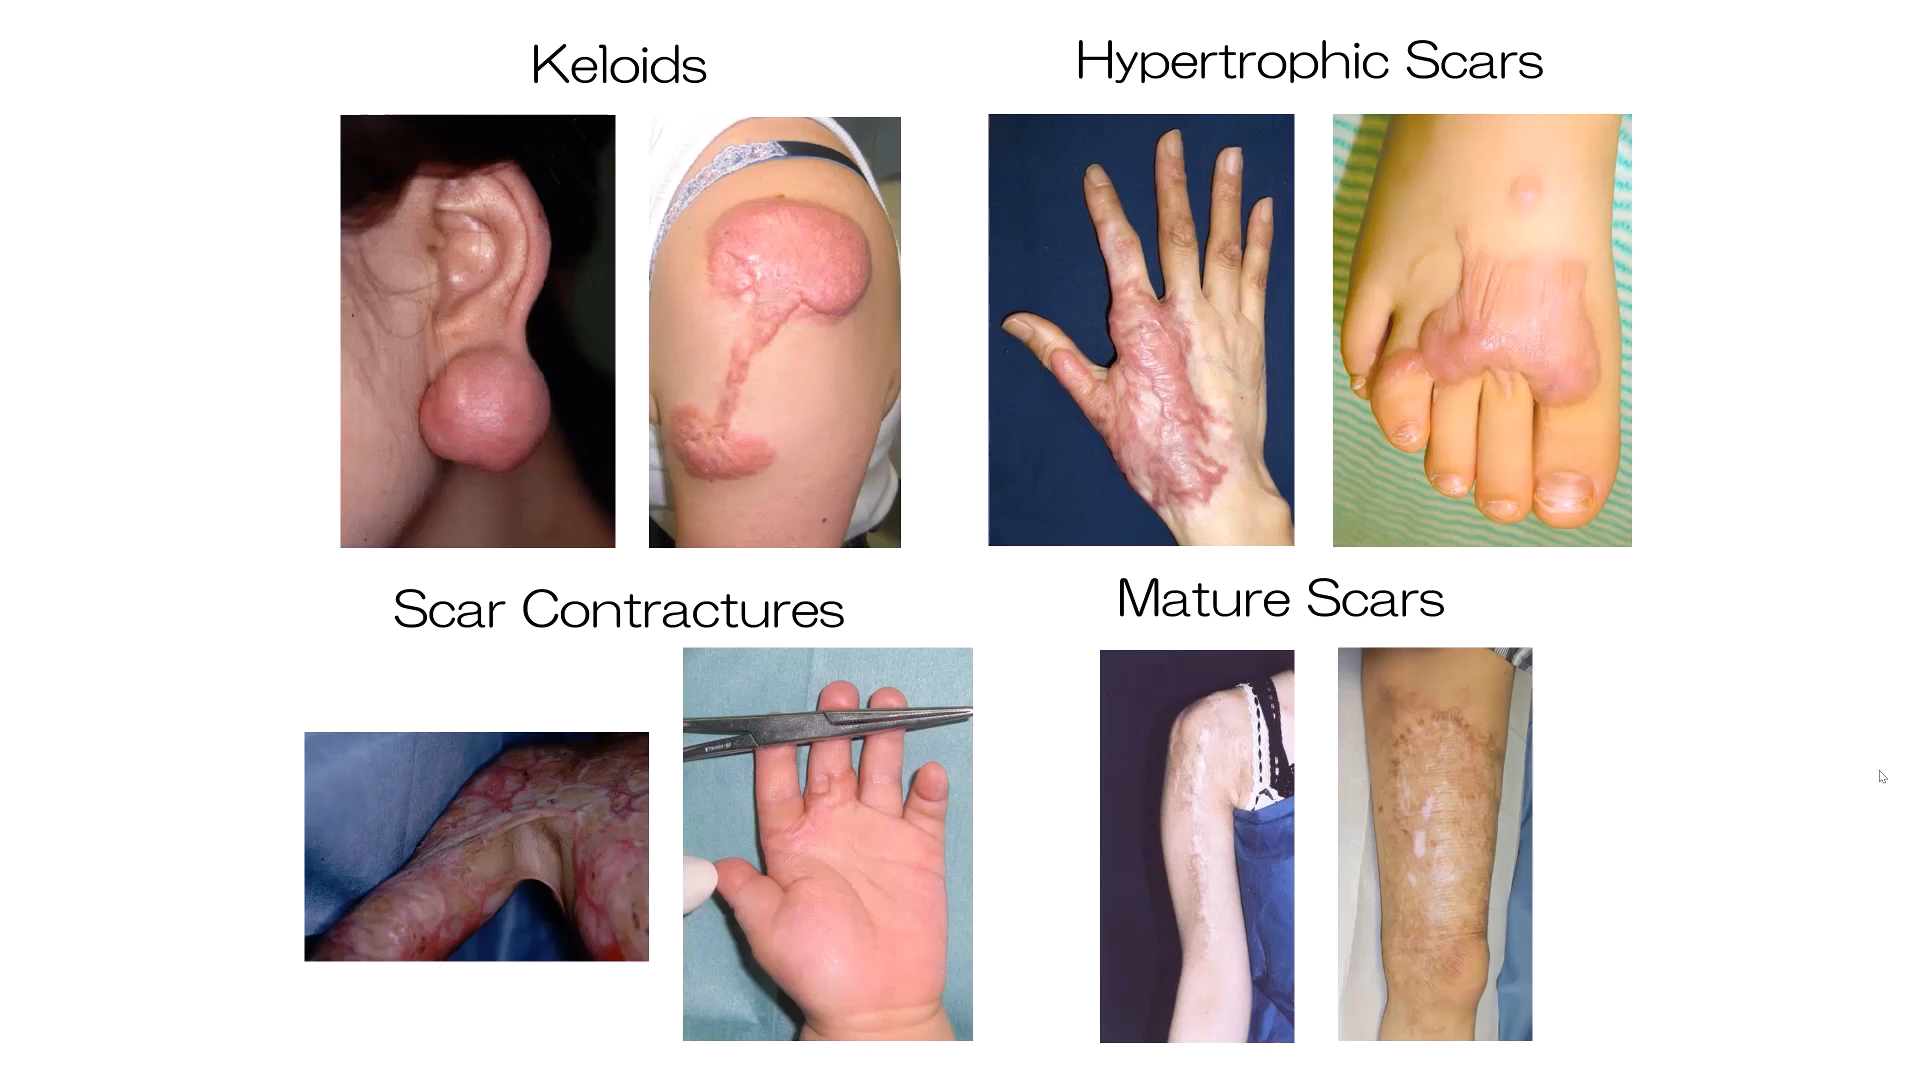 Keloids
Hypertrophic Scars
Scar Contractures
Mature Scars